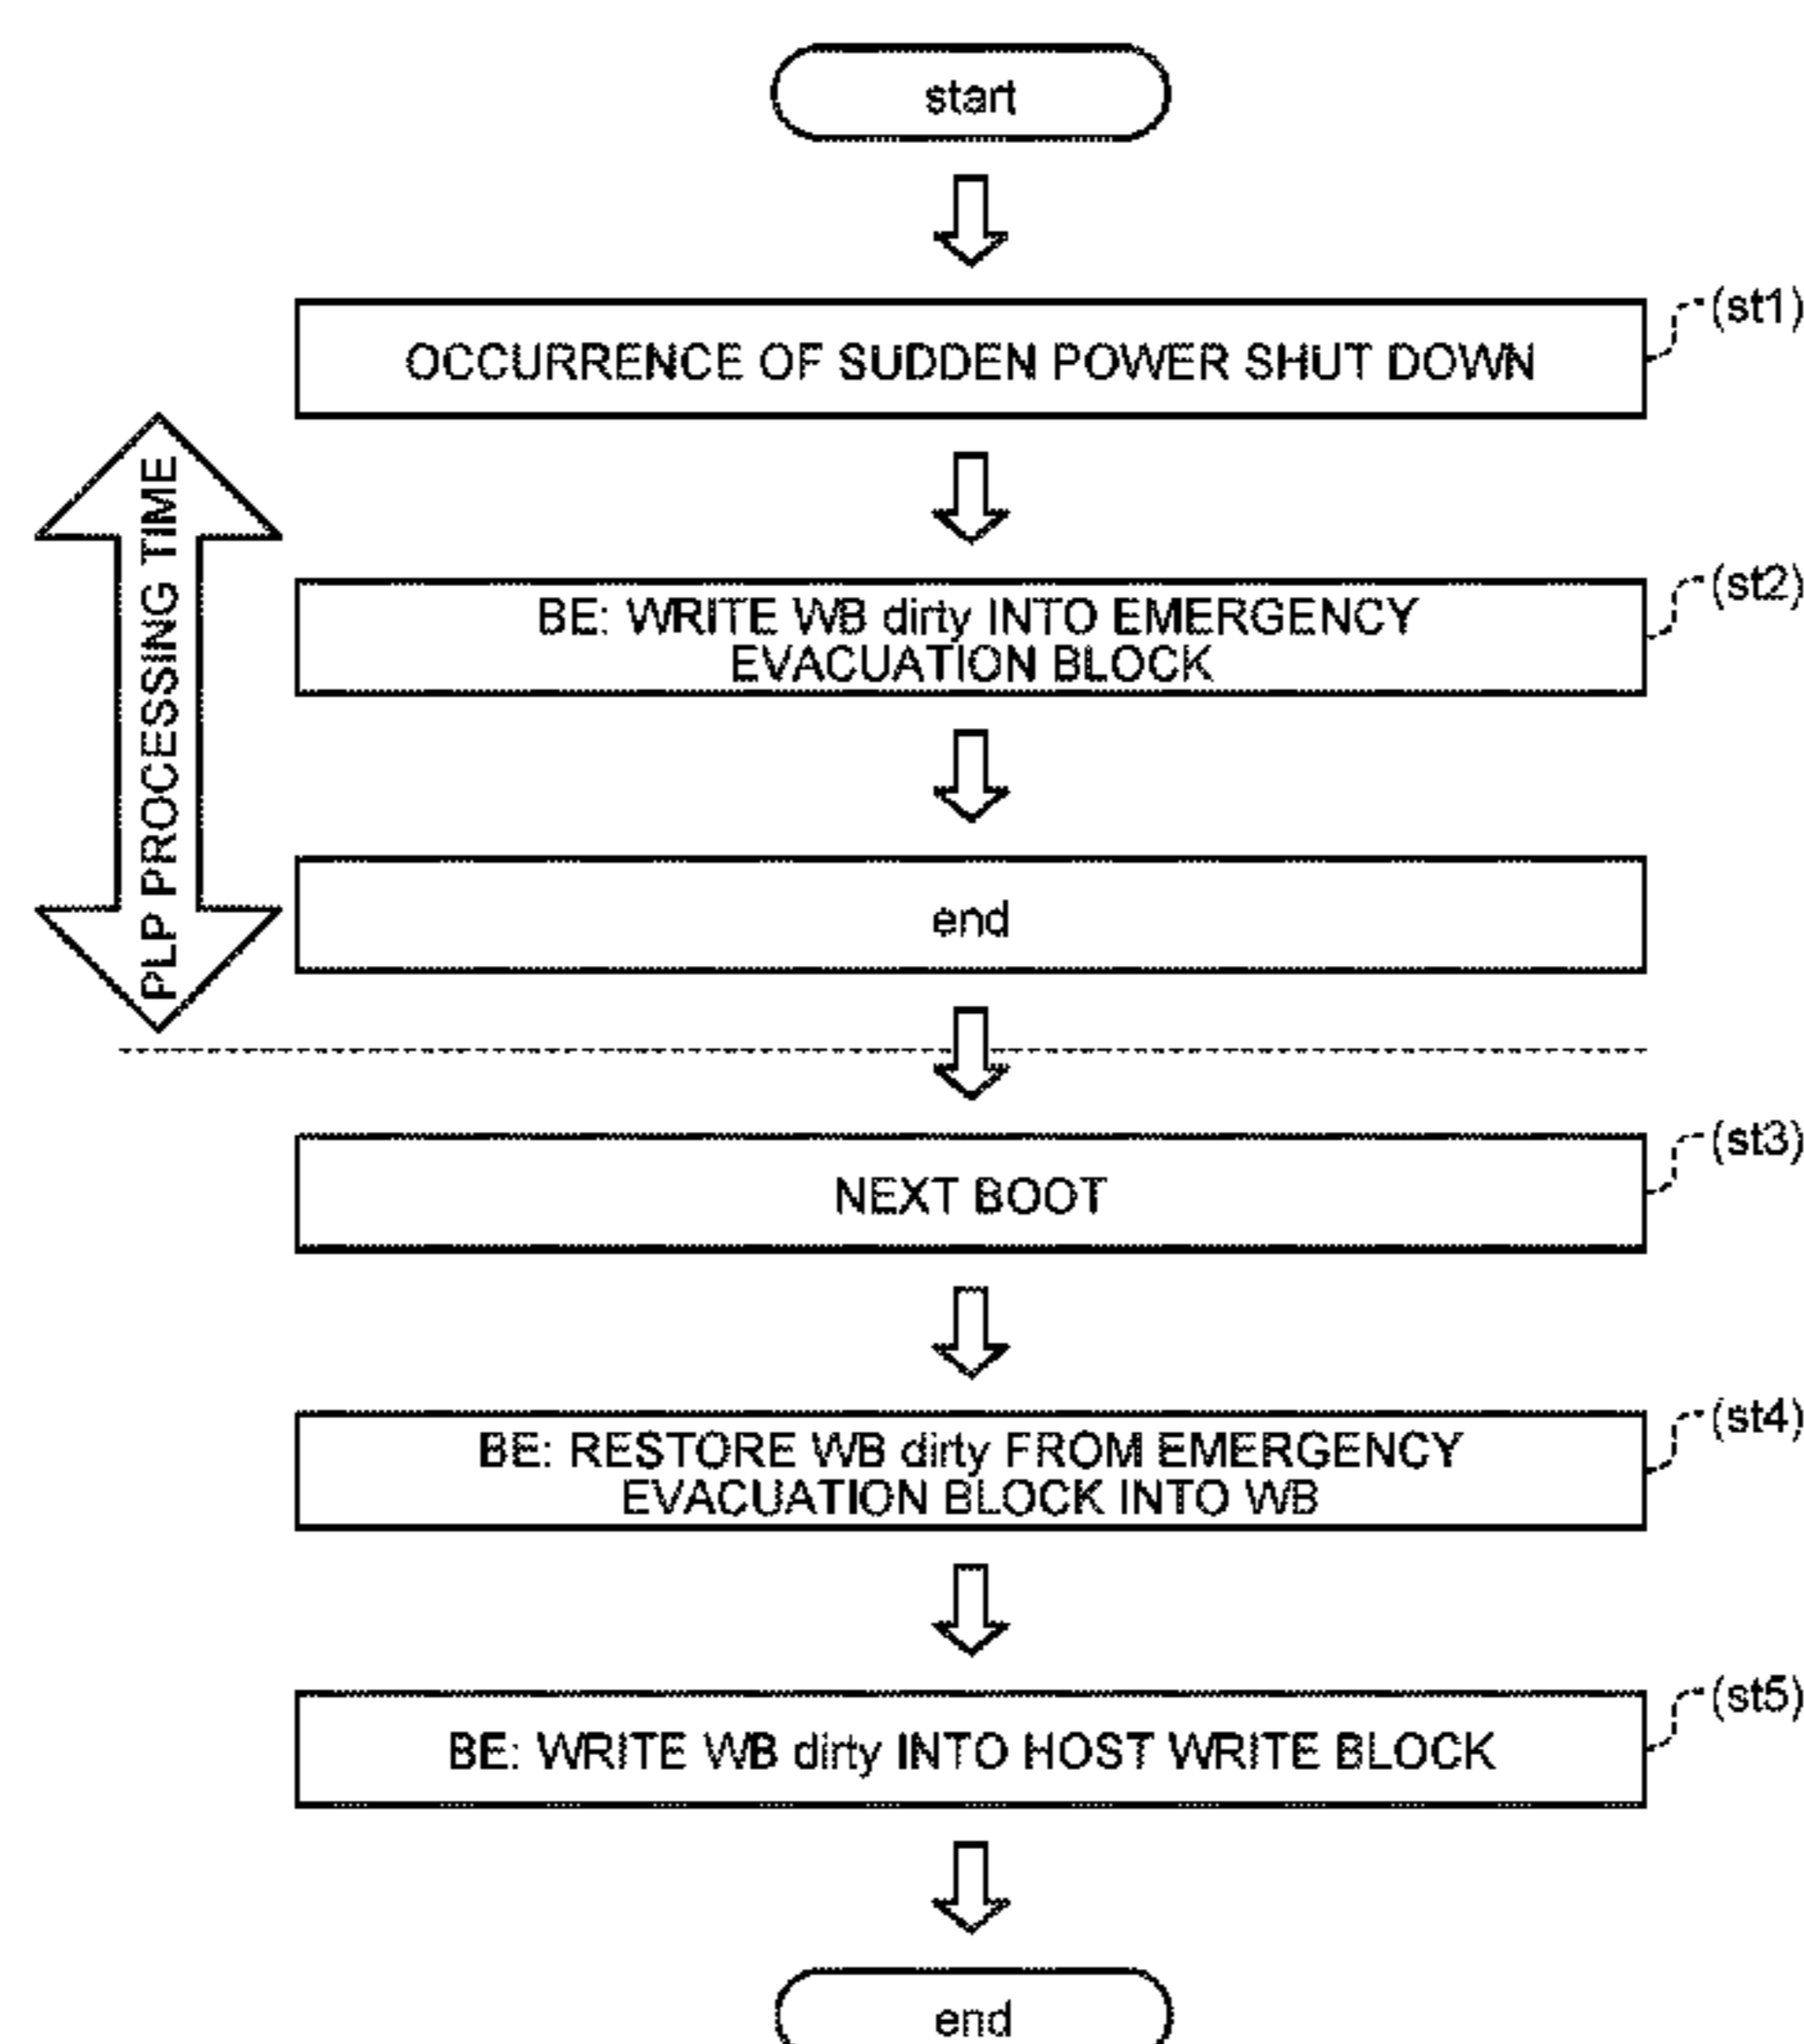 start
OCCURRENCE OF SUDDEN POWER SHUT DOWN
(st1)
PLP PROCESSING TIME
BE: WRITE WB dirty INTO EMERGENCY
EVACUATION BLOCK
(st2)
end
NEXT BOOT
(st3)
BE: RESTORE WB dirty FROM EMERGENCY
EVACUATION BLOCK INTO WB
(st4)
BE: WRITE WB dirty INTO HOST WRITE BLOCK
(st5)
end